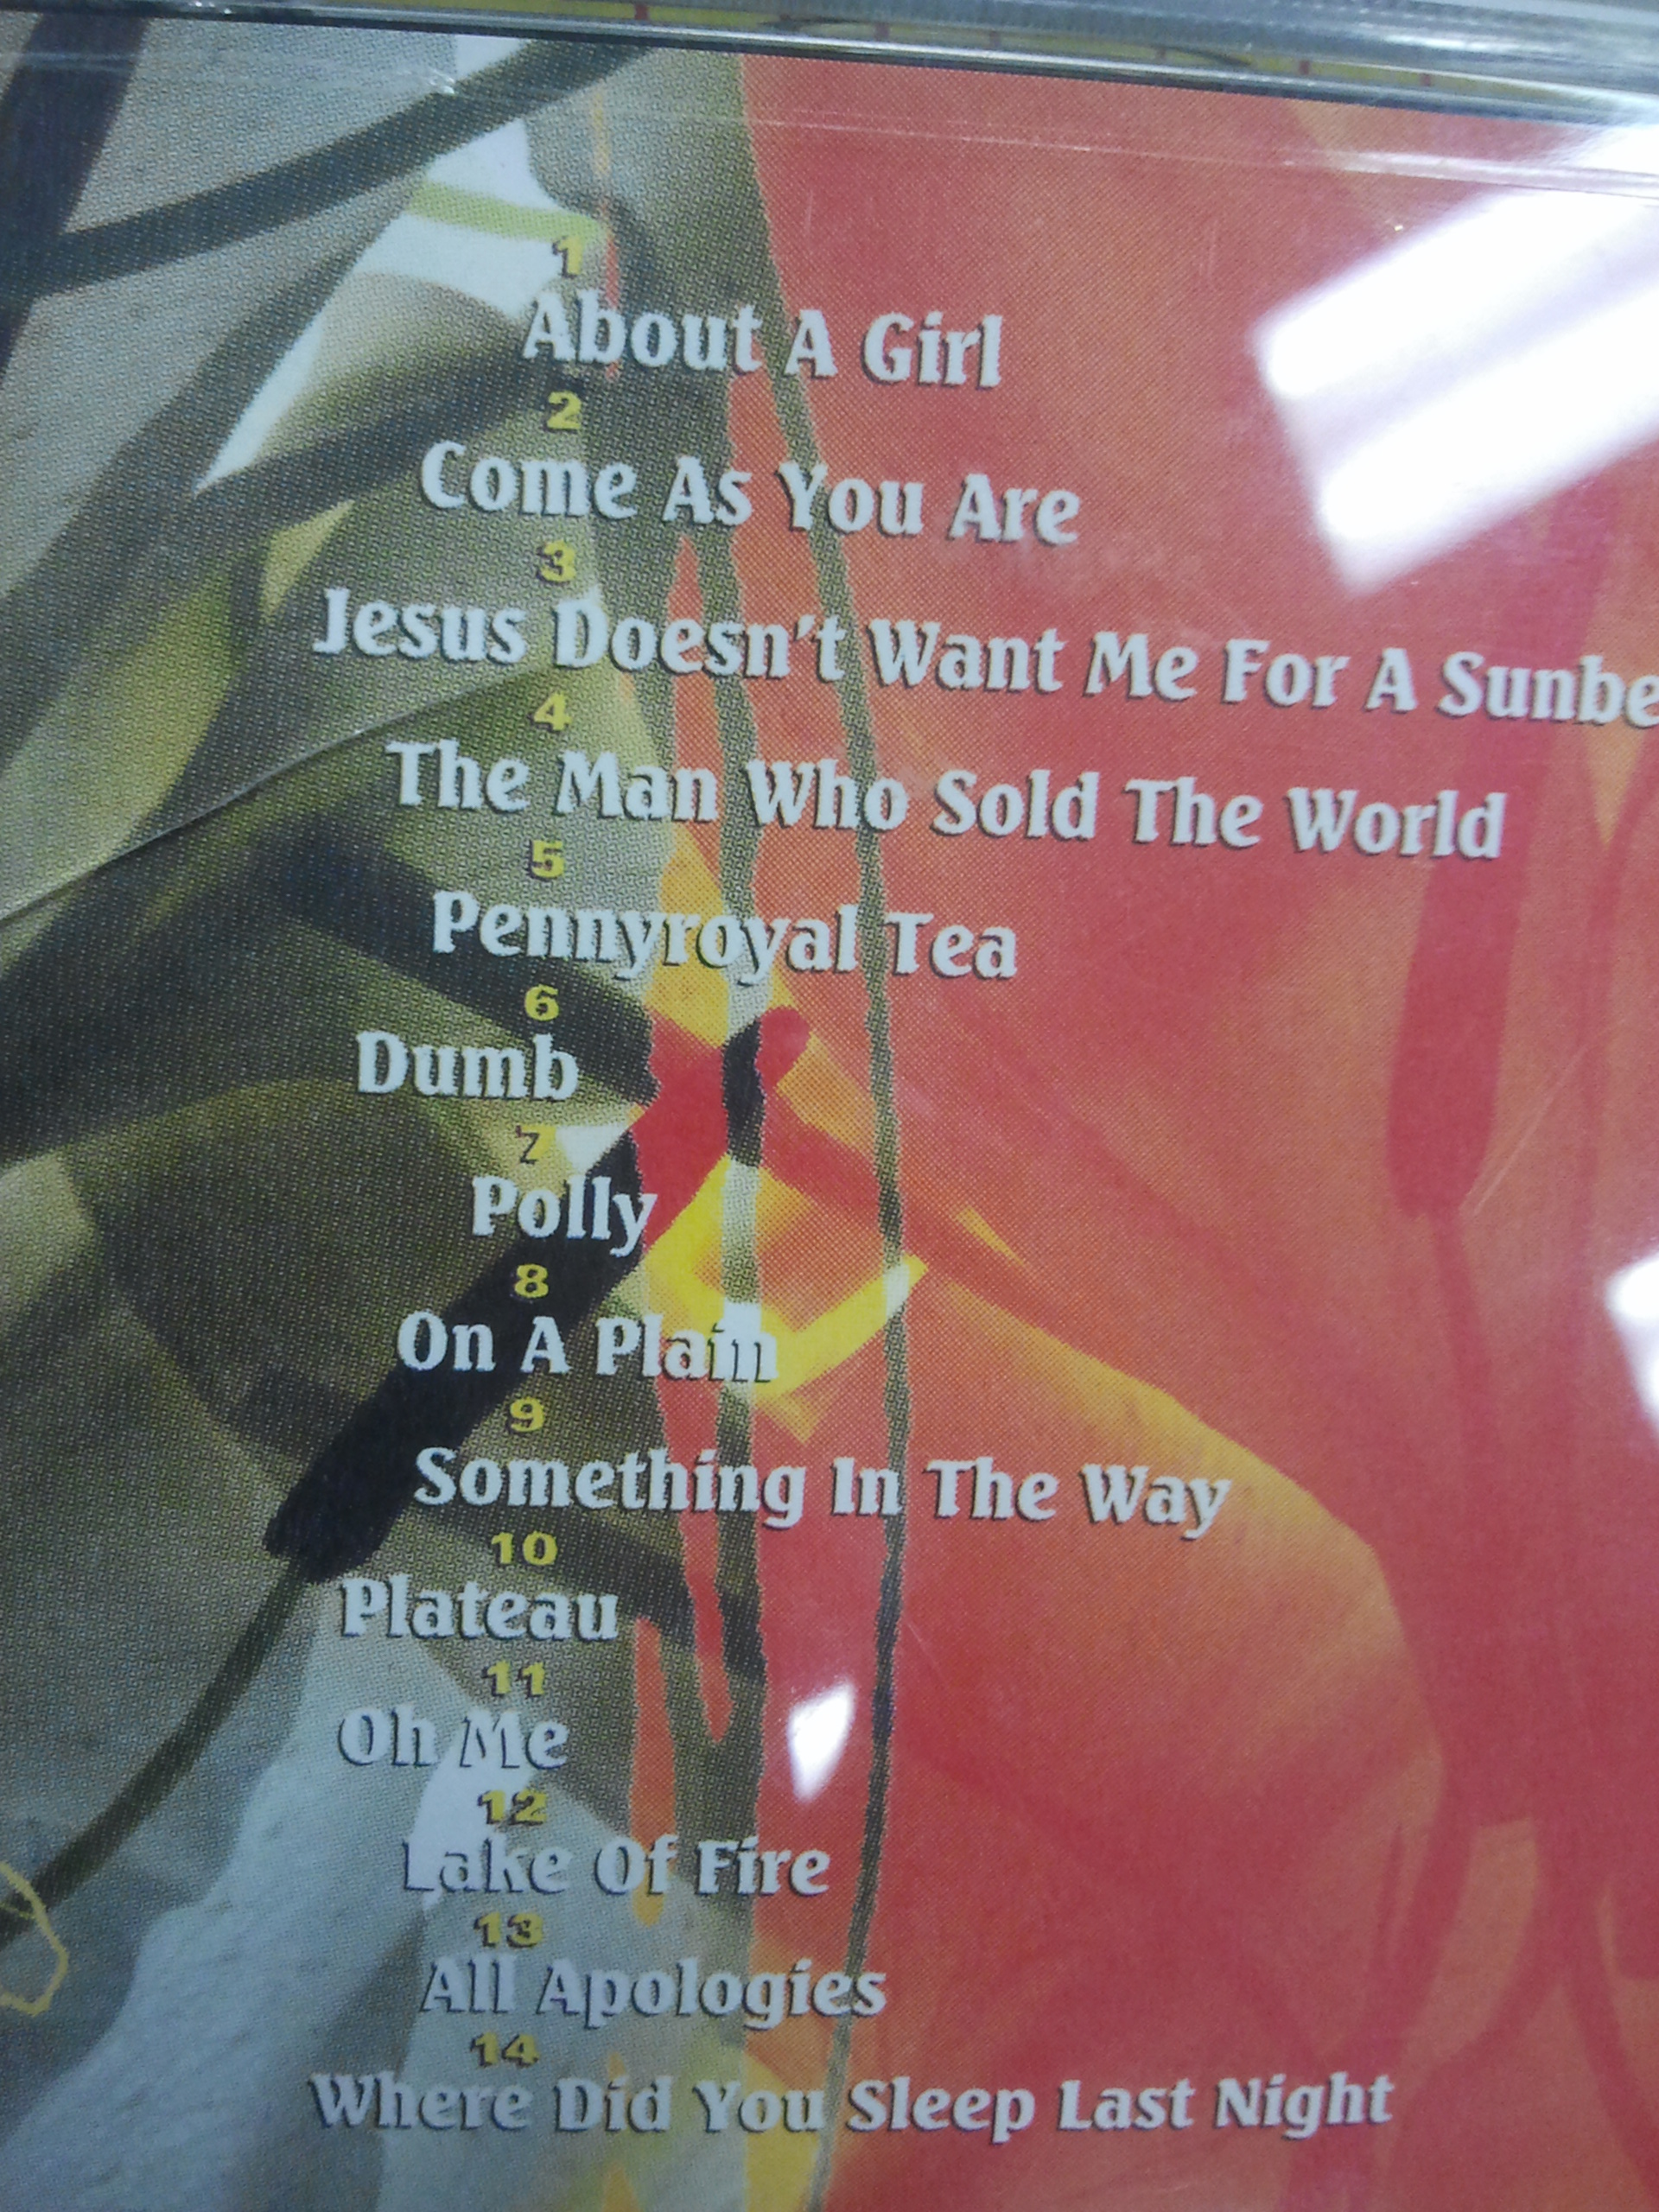 1
About A Girl
2
Come As You Are
3
Jesus Doesn't Want Me For A Sunbe
4
The Man Who Sold The World
5
Pennyroyal Tea
6
Dumb
7
Polly
8
On A Plain
9
Something In The Way
10
Plateau
11
Oh Me
12
Lake Of Fire
13
All Apologies
14
Where Did You Sleep Last Night